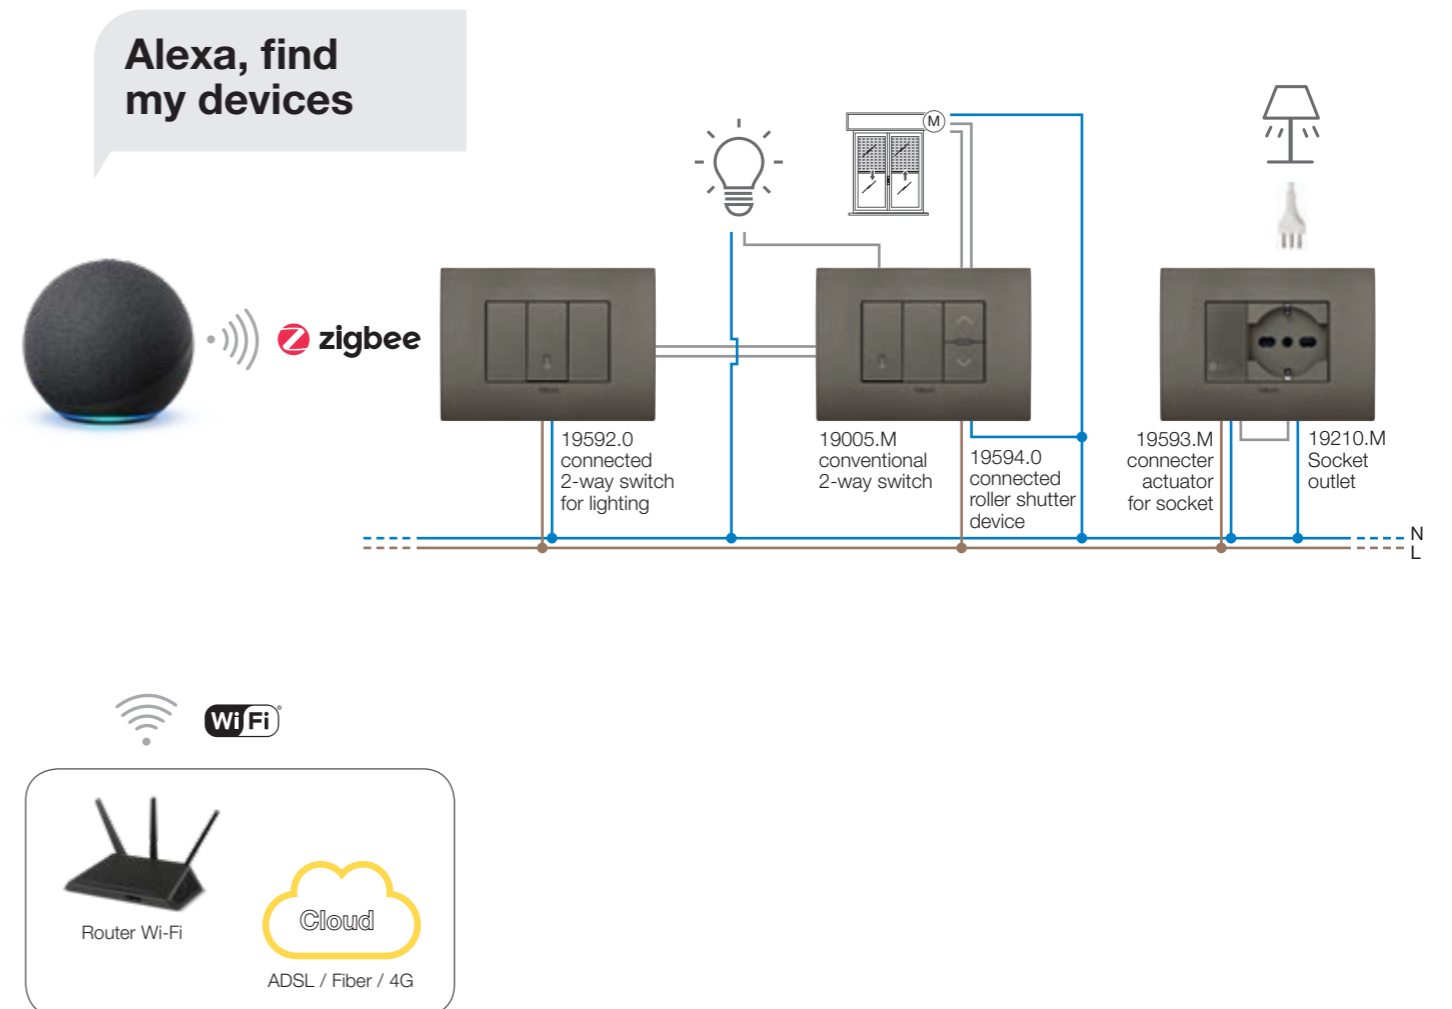 Alexa, find
my devices
M
zigbee
19592.0
connected
2-way switch
for lighting
19005.M
conventional
2-way switch
19594.0
connected
roller shutter
device
19593.M
connecter
actuator
for socket
19210.M
Socket
outlet
N
L
Wi Fi
Router Wi-Fi
Cloud
ADSL / Fiber / 4G